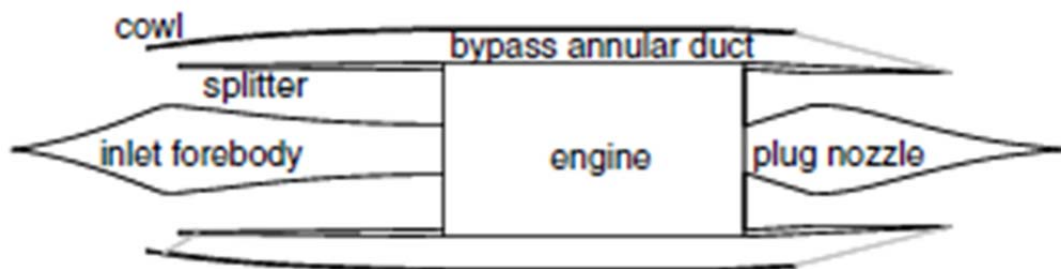 cowl
bypass annular duct
splitter
inlet forebody
engine
plug nozzle